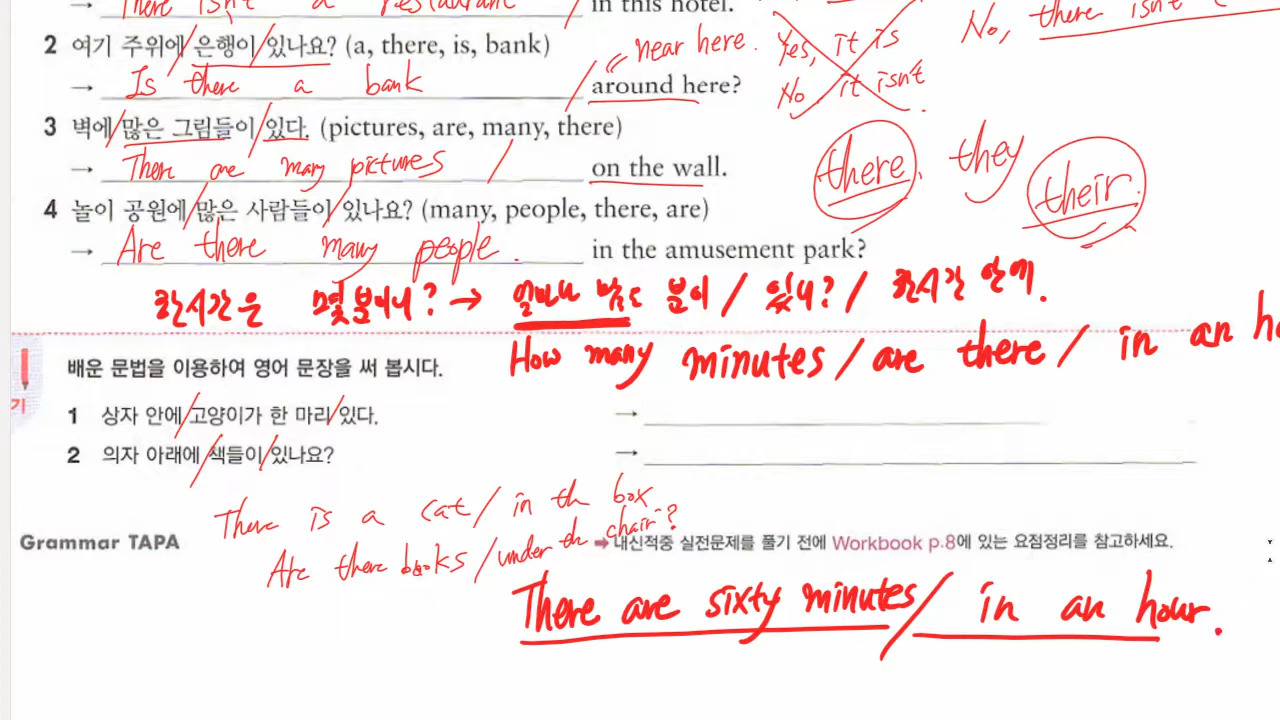 → There isn't a restaurant / in this hotel.
No, there isn't
2 여기 주위에 / 은행이 / 있나요? (a, there, is, bank)
near here.
Yes, it is
→ Is there a bank / around here?
No it isn't.
3 벽에 / 많은 그림들이 / 있다. (pictures, are, many, there)
→ There are many pictures / on the wall.
there, they their.
4 놀이 공원에 / 많은 사람들이 / 있나요? (many, people, there, are)
→ Are there many people. in the amusement park?
한시간은 몇분이니? → 얼마나 많은 분이 / 있니? / 한시간 안에.
How many minutes / are there / in an ho
기
배운 문법을 이용하여 영어 문장을 써 봅시다.
1 상자 안에 / 고양이가 한 마리 / 있다. →
2 의자 아래에 / 책들이 / 있나요? →
There is a cat / in th box
Are there books / under th chair?
Grammar TAPA
➡ 내신적중 실전문제를 풀기 전에 Workbook p.8에 있는 요점정리를 참고하세요.
There are sixty minutes / in an hour.